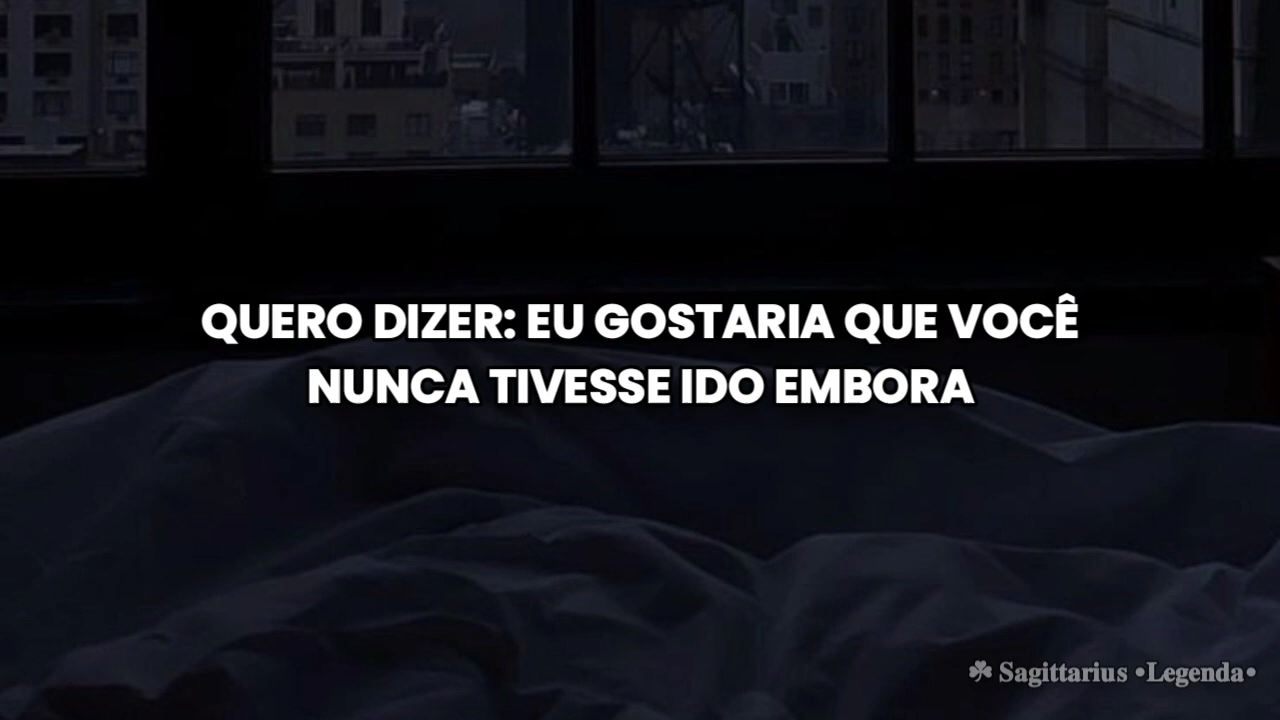 QUERO DIZER: EU GOSTARIA QUE VOCÊ
NUNCA TIVESSE IDO EMBORA
☘ Sagittarius •Legenda•